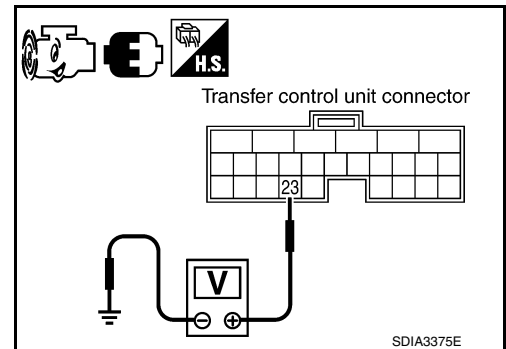 H.S.
Transfer control unit connector
23
V
SDIA3375E